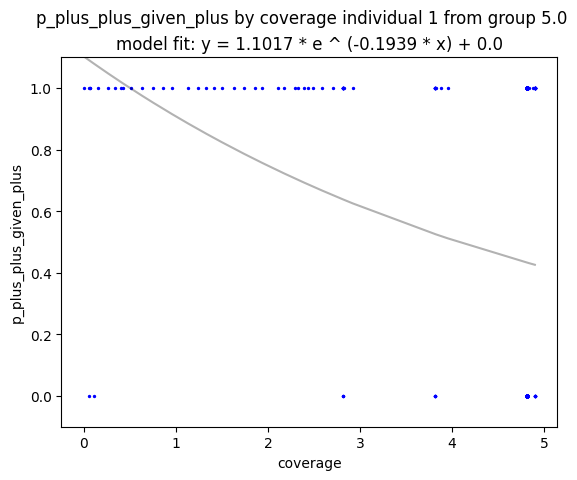 p_plus_plus_given_plus by coverage individual 1 from group 5.0
model fit: y = 1.1017 * e ^ (-0.1939 * x) + 0.0
p_plus_plus_given_plus
1.0
0.8
0.6
0.4
0.2
0.0
0 1 2 3 4 5
coverage